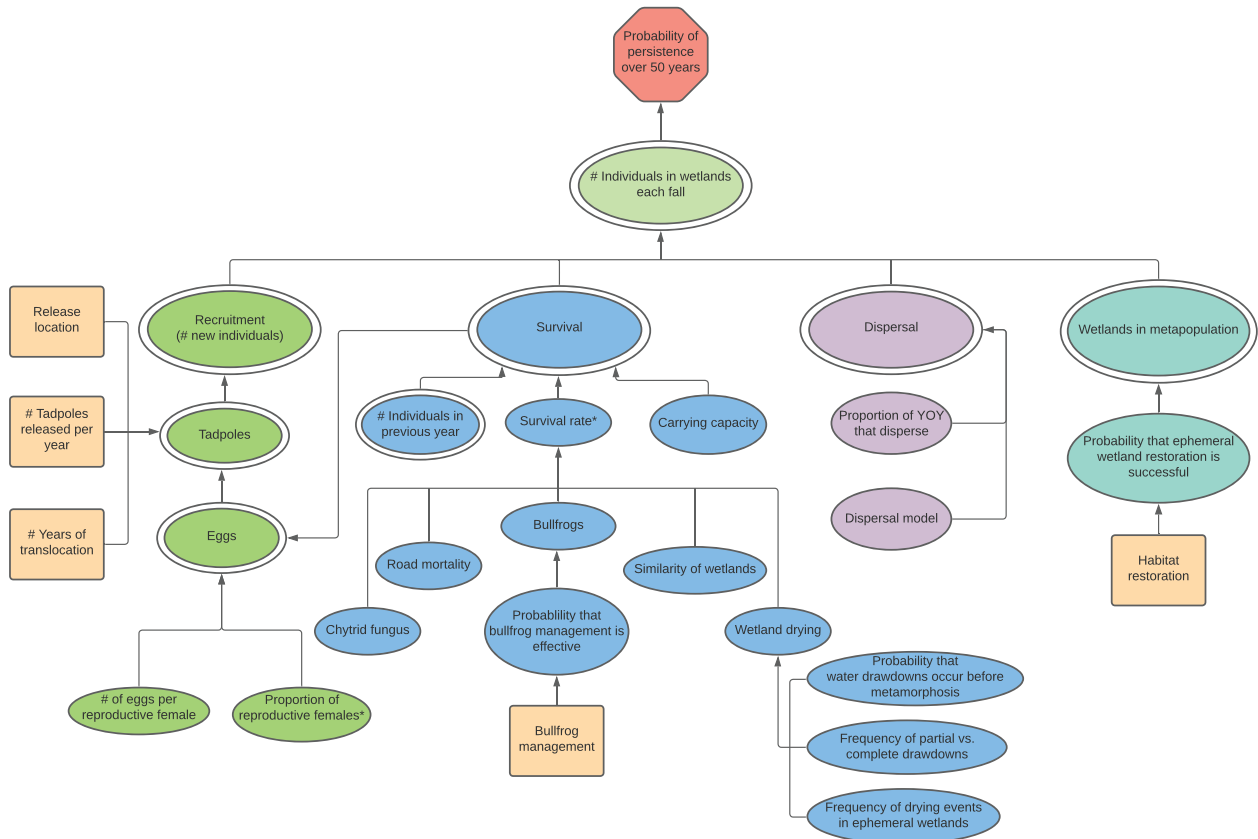 Probability of
persistence
over 50 years
# Individuals in wetlands
each fall
Release
location
Recruitment
(# new individuals)
Survival
Dispersal
Wetlands in metapopulation
# Tadpoles
released per
year
Tadpoles
# Individuals in
previous year
Survival rate*
Carrying capacity
Proportion of YOY
that disperse
Probability that ephemeral
wetland restoration is
successful
# Years of
translocation
Eggs
Bullfrogs
Dispersal model
Road mortality
Similarity of wetlands
Habitat
restoration
Chytrid fungus
Probablility that
bullfrog management is
effective
Wetland drying
# of eggs per
reproductive female
Proportion of
reproductive females*
Bullfrog
management
Probability that
water drawdowns occur before
metamorphosis
Frequency of partial vs.
complete drawdowns
Frequency of drying events
in ephemeral wetlands